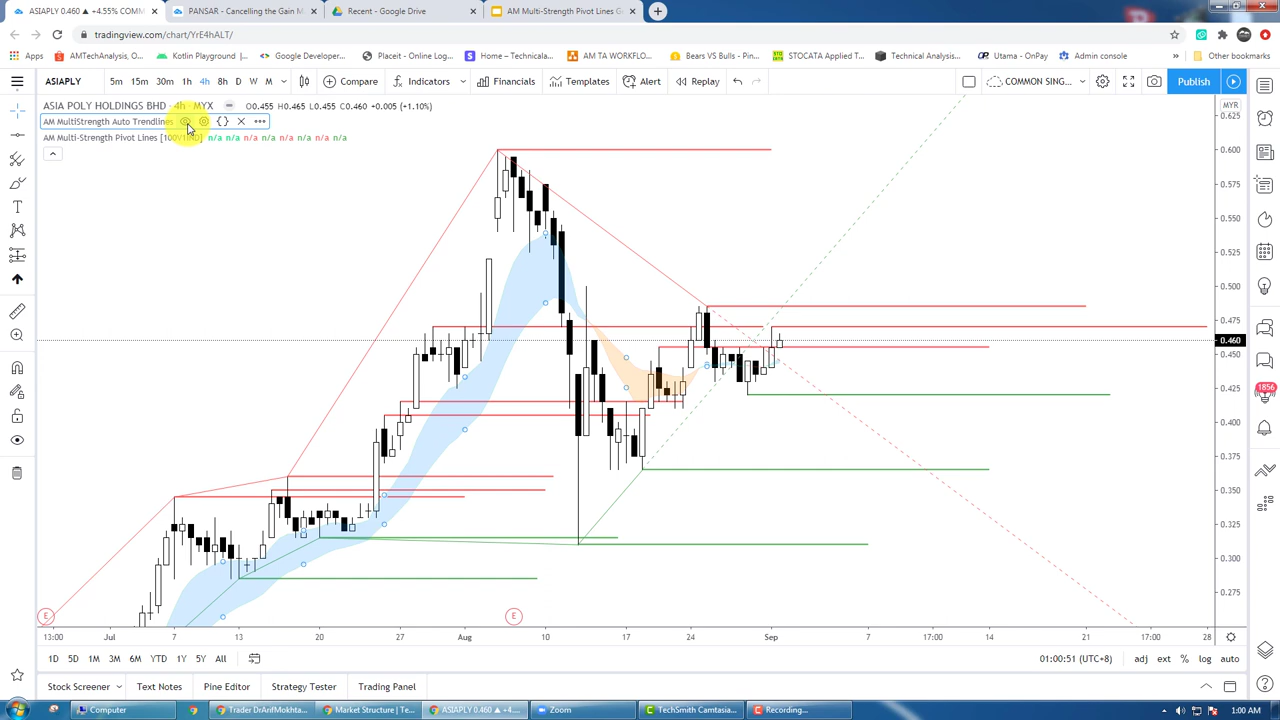 ASIAPLY 0.460 ▲ +4.55% COMM
PANSAR - Cancelling the Gain M
Recent - Google Drive
AM Multi-Strength Pivot Lines G
tradingview.com/chart/YrE4hALT/
Apps
AMTechAnalysis, On
Kotlin Playground |
Google Developer...
Placeit - Online Log...
Home – Technicala...
AM TA WORKFLO...
Bears VS Bulls - Pin...
STOCATA Applied T...
Technical Analysis...
Utama - OnPay
Admin console
Other bookmarks
ASIAPLY
5m
15m
30m
1h
4h
8h
D
W
M
Compare
Indicators
Financials
Templates
Alert
Replay
COMMON SING...
Publish
ASIA POLY HOLDINGS BHD · 4h · MYX
O0.455 H0.465 L0.455 C0.460 +0.005 (+1.10%)
MYR
AM MultiStrength Auto Trendlines
AM Multi-Strength Pivot Lines [100V1IND] n/a n/a n/a n/a n/a n/a n/a n/a
0.625
0.600
0.575
0.550
0.525
0.500
0.475
0.460
0.450
0.425
0.400
0.375
0.350
0.325
0.300
0.275
1856
E
E
13:00
Jul
7
13
20
27
Aug
10
17
24
Sep
7
17:00
14
21
17:00
28
1D
5D
1M
3M
6M
YTD
1Y
5Y
All
01:00:51 (UTC+8)
adj
ext
%
log
auto
Stock Screener
Text Notes
Pine Editor
Strategy Tester
Trading Panel
Computer
Trader DrArifMokhta...
Market Structure | Te...
ASIAPLY 0.460 ▲ +4...
Zoom
TechSmith Camtasia...
Recording...
1:00 AM